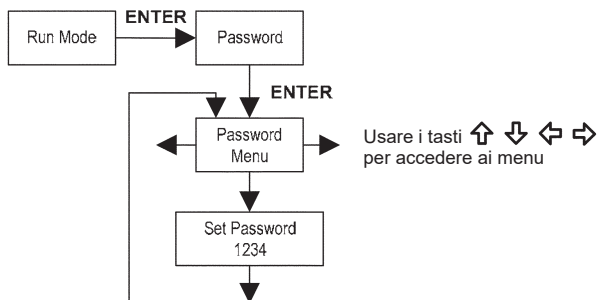 ENTER
Run Mode
Password
ENTER
Password
Menu
Usare i tasti
per accedere ai menu
Set Password
1234